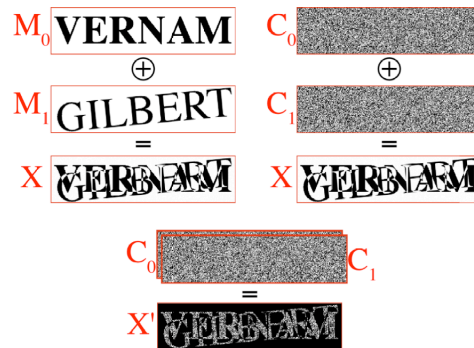 M₀ VERNAM C₀
⊕ ⊕
M₁ GILBERT C₁
= =
X X
C₀ C₁
=
X'